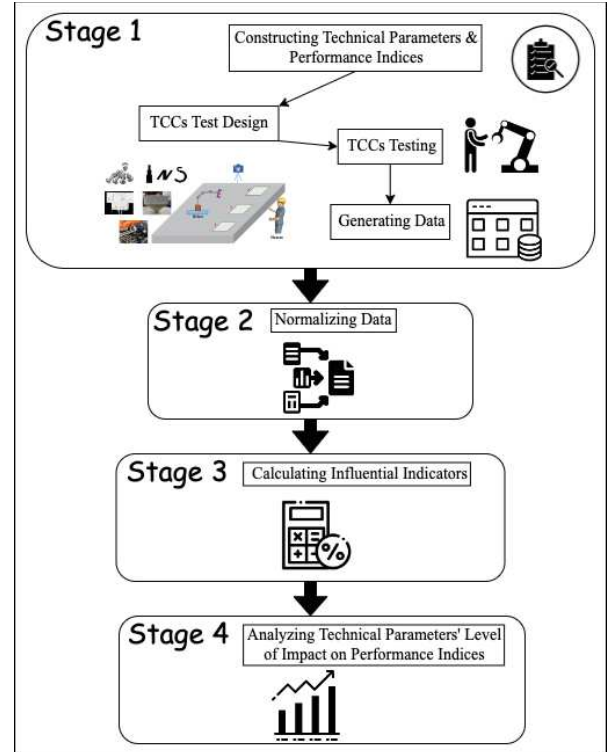 Stage 1
Constructing Technical Parameters &
Performance Indices
TCCs Test Design
TCCs Testing
Generating Data
Stage 2
Normalizing Data
Stage 3
Calculating Influential Indicators
%
Stage 4
Analyzing Technical Parameters' Level
of Impact on Performance Indices